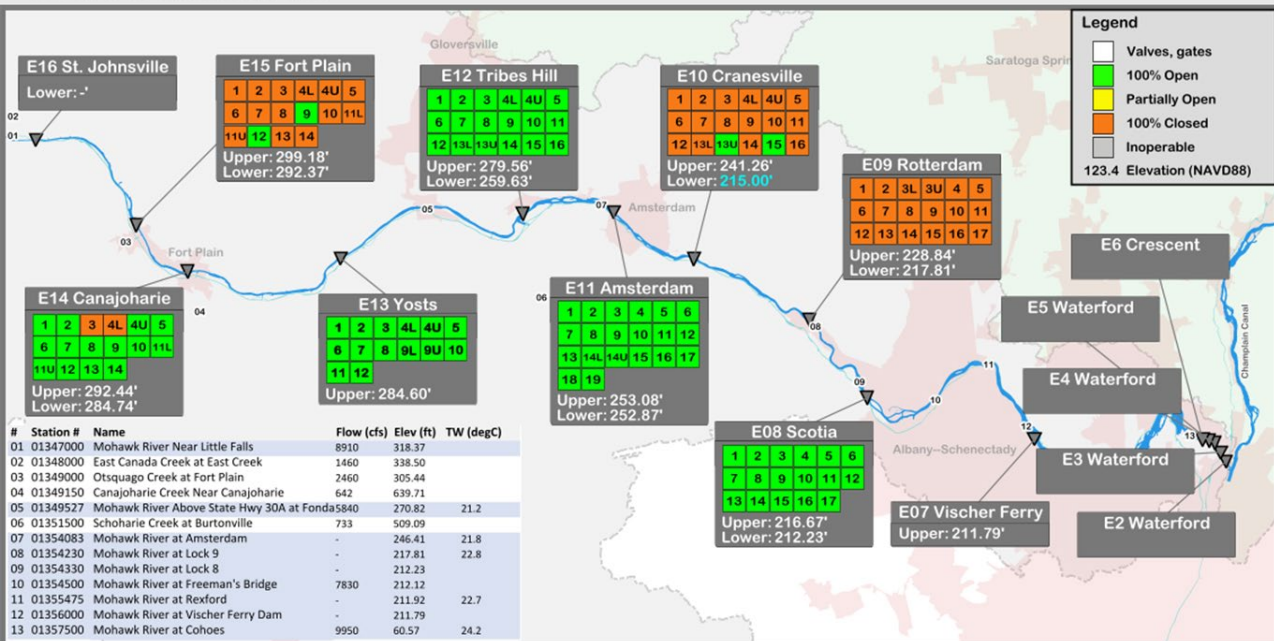 Gloversville
Saratoga Sprin
Legend
Valves, gates
100% Open
Partially Open
100% Closed
Inoperable
123.4 Elevation (NAVD88)
E16 St. Johnsville
Lower: -'
02
01
E15 Fort Plain
1 2 3 4L 4U 5
6 7 8 9 10 11L
11U 12 13 14
Upper: 299.18'
Lower: 292.37'
E12 Tribes Hill
1 2 3 4L 4U 5
6 7 8 9 10 11
12 13L 13U 14 15 16
Upper: 279.56'
Lower: 259.63'
E10 Cranesville
1 2 3 4L 4U 5
6 7 8 9 10 11
12 13L 13U 14 15 16
Upper: 241.26'
Lower: 215.00'
E09 Rotterdam
1 2 3L 3U 4 5
6 7 8 9 10 11
12 13 14 15 16 17
Upper: 228.84'
Lower: 217.81'
03
Fort Plain
04
05
07
Amsterdam
06
08
09
10
11
12
13
Albany--Schenectady
Champlain Canal
E6 Crescent
E5 Waterford
E4 Waterford
E3 Waterford
E2 Waterford
E07 Vischer Ferry
Upper: 211.79'
E14 Canajoharie
1 2 3 4L 4U 5
6 7 8 9 10 11L
11U 12 13 14
Upper: 292.44'
Lower: 284.74'
E13 Yosts
1 2 3 4L 4U 5
6 7 8 9L 9U 10
11 12
Upper: 284.60'
E11 Amsterdam
1 2 3 4 5 6
7 8 9 10 11 12
13 14L 14U 15 16 17
18 19
Upper: 253.08'
Lower: 252.87'
E08 Scotia
1 2 3 4 5 6
7 8 9 10 11 12
13 14 15 16 17
Upper: 216.67'
Lower: 212.23'
# Station # Name Flow (cfs) Elev (ft) TW (degC)
01 01347000 Mohawk River Near Little Falls 8910 318.37
02 01348000 East Canada Creek at East Creek 1460 338.50
03 01349000 Otsquago Creek at Fort Plain 2460 305.44
04 01349150 Canajoharie Creek Near Canajoharie 642 639.71
05 01349527 Mohawk River Above State Hwy 30A at Fonda 5840 270.82 21.2
06 01351500 Schoharie Creek at Burtonville 733 509.09
07 01354083 Mohawk River at Amsterdam - 246.41 21.8
08 01354230 Mohawk River at Lock 9 - 217.81 22.8
09 01354330 Mohawk River at Lock 8 - 212.23
10 01354500 Mohawk River at Freeman's Bridge 7830 212.12
11 01355475 Mohawk River at Rexford - 211.92 22.7
12 01356000 Mohawk River at Vischer Ferry Dam - 211.79
13 01357500 Mohawk River at Cohoes 9950 60.57 24.2